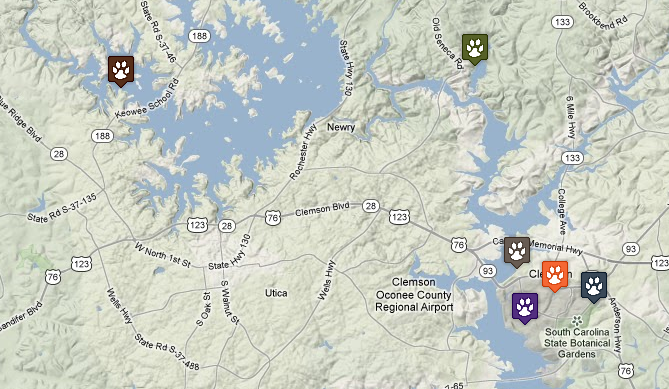 State Rd S-37-46
188
Keowee School Rd
Blue Ridge Blvd
188
28
State Hwy 130
Rochester Hwy
Newry
Old Seneca Rd
133
Brookbend Rd
6 Mile Hwy
133
College Ave
State Rd S-37-135
123
28
76
Clemson Blvd
28
123
76
Memorial Hwy
93
123
W North 1st St
State Hwy 130
123
76
Wells Hwy
S Oak St
S Walnut St
Utica
Wells Hwy
State Rd S-37-488
Clemson
Oconee County
Regional Airport
93
South Carolina
State Botanical
Gardens
Anderson Hwy
76